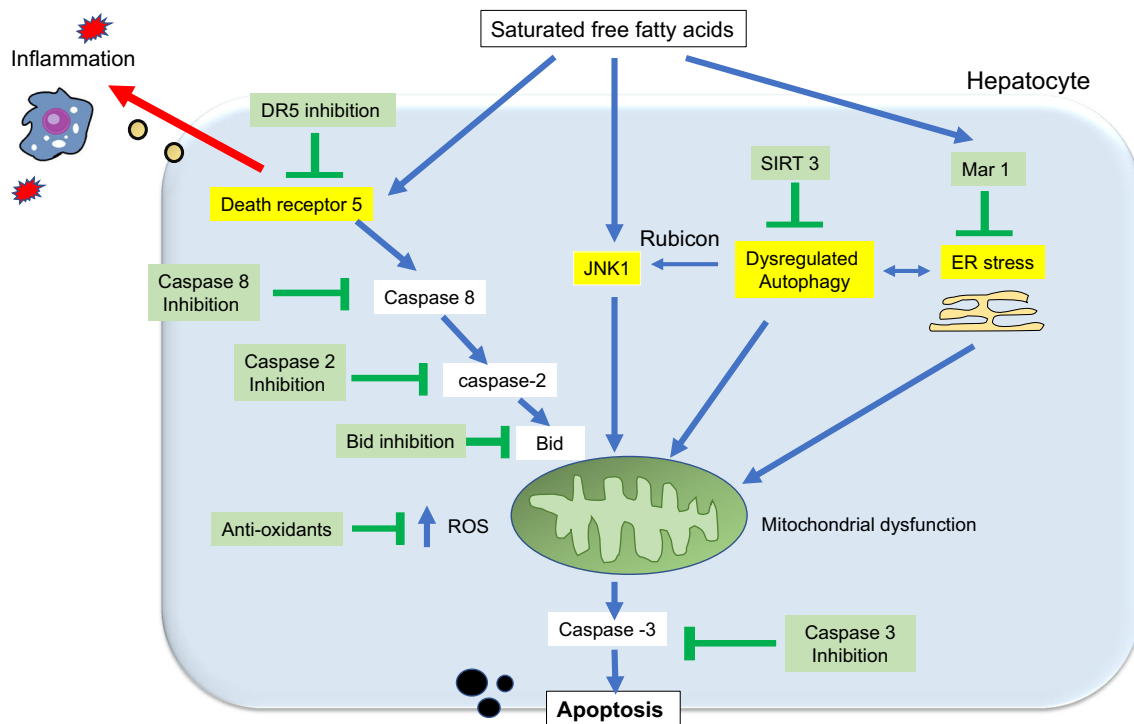 Saturated free fatty acids
Inflammation
Hepatocyte
DR5 inhibition
SIRT 3
Mar 1
Death receptor 5
Rubicon
JNK1
Dysregulated
Autophagy
ER stress
Caspase 8
Inhibition
Caspase 8
Caspase 2
Inhibition
caspase-2
Bid inhibition
Bid
Anti-oxidants
ROS
Mitochondrial dysfunction
Caspase -3
Caspase 3
Inhibition
Apoptosis